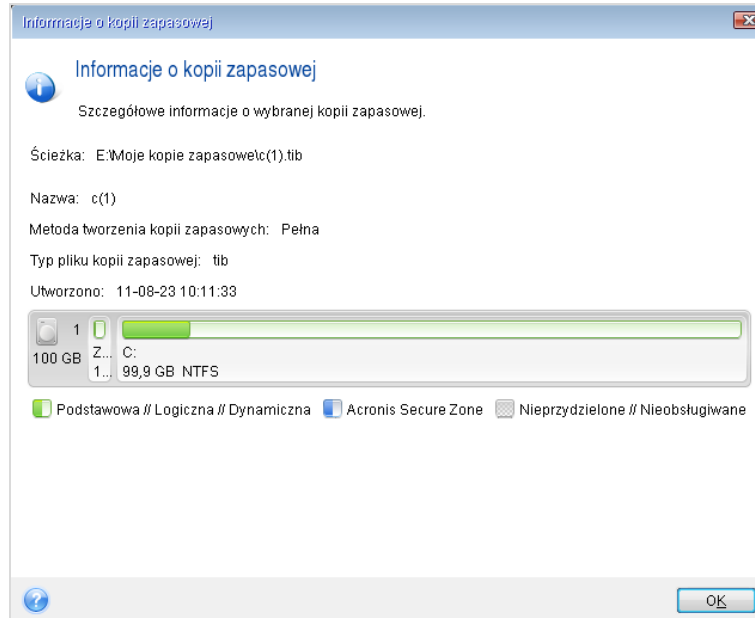 Informacje o kopii zapasowej
Informacje o kopii zapasowej
Szczegółowe informacje o wybranej kopii zapasowej.
Ścieżka: E:\Moje kopie zapasowe\c(1).tib
Nazwa: c(1)
Metoda tworzenia kopii zapasowych: Pełna
Typ pliku kopii zapasowej: tib
Utworzono: 11-08-23 10:11:33
1
100 GB
Z...
1...
C:
99,9 GB NTFS
Podstawowa // Logiczna // Dynamiczna Acronis Secure Zone Nieprzydzielone // Nieobsługiwane
OK